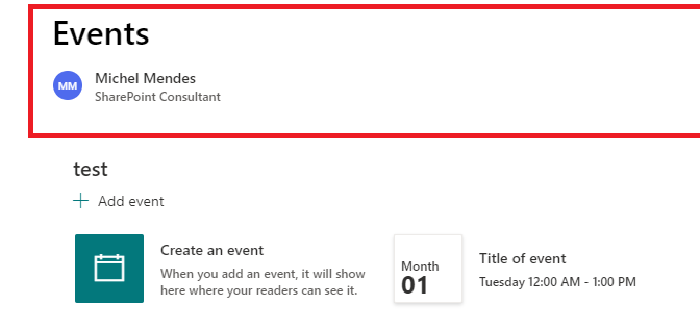 Events
MM
Michel Mendes
SharePoint Consultant
test
+ Add event
Create an event
When you add an event, it will show
here where your readers can see it.
Month
01
Title of event
Tuesday 12:00 AM - 1:00 PM